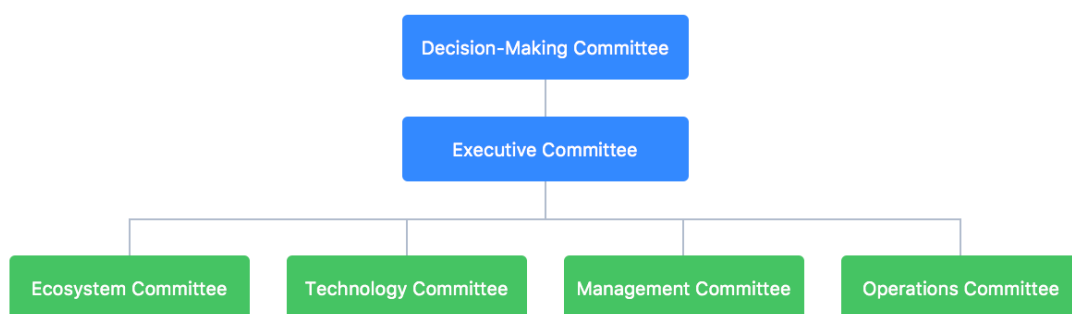 Decision-Making Committee
Executive Committee
Ecosystem Committee
Technology Committee
Management Committee
Operations Committee